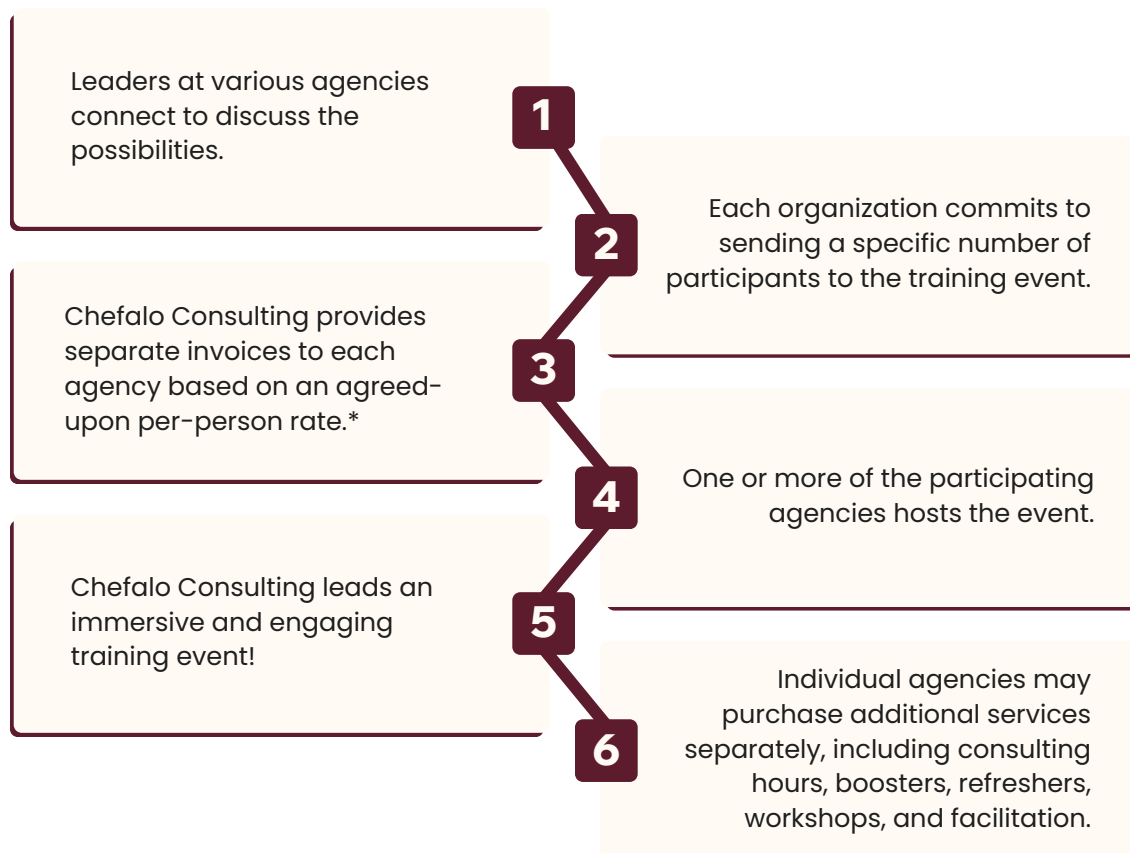 1
Leaders at various agencies
connect to discuss the
possibilities.
2
Each organization commits to
sending a specific number of
participants to the training event.
3
Chefalo Consulting provides
separate invoices to each
agency based on an agreed-
upon per-person rate.*
4
One or more of the participating
agencies hosts the event.
5
Chefalo Consulting leads an
immersive and engaging
training event!
6
Individual agencies may
purchase additional services
separately, including consulting
hours, boosters, refreshers,
workshops, and facilitation.